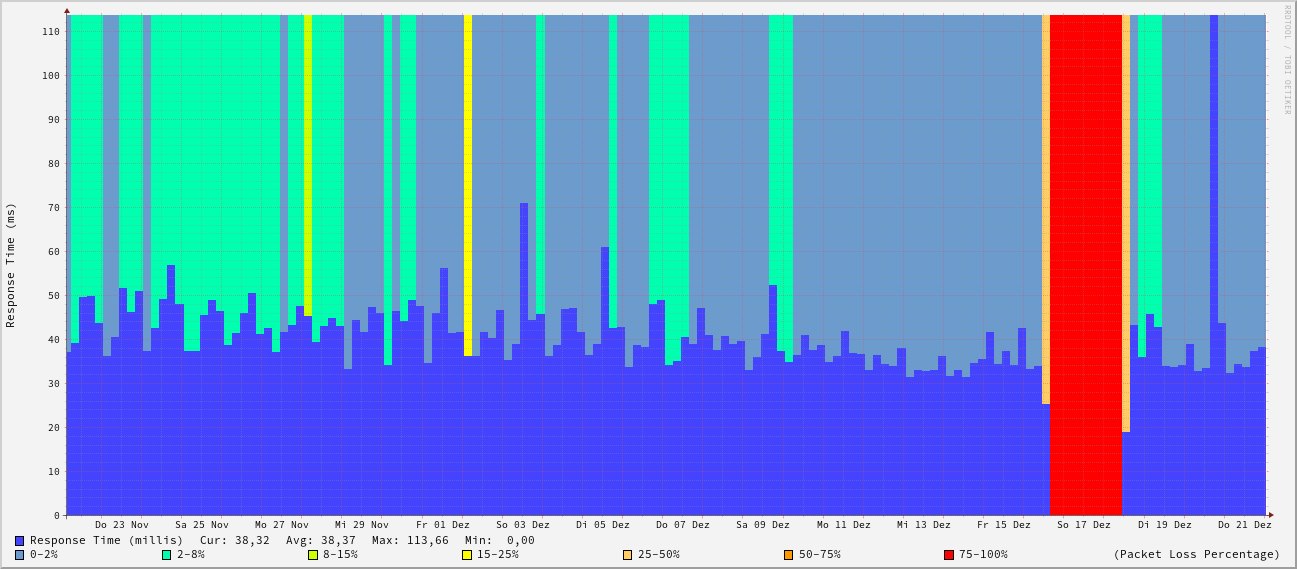 RRDTOOL / TOBI OETIKER
Response Time (ms)
110
100
90
80
70
60
50
40
30
20
10
0
Do 23 Nov Sa 25 Nov Mo 27 Nov Mi 29 Nov Fr 01 Dez So 03 Dez Di 05 Dez Do 07 Dez Sa 09 Dez Mo 11 Dez Mi 13 Dez Fr 15 Dez So 17 Dez Di 19 Dez Do 21 Dez
Response Time (millis) Cur: 38,32 Avg: 38,37 Max: 113,66 Min: 0,00
0-2% 2-8% 8-15% 15-25% 25-50% 50-75% 75-100% (Packet Loss Percentage)